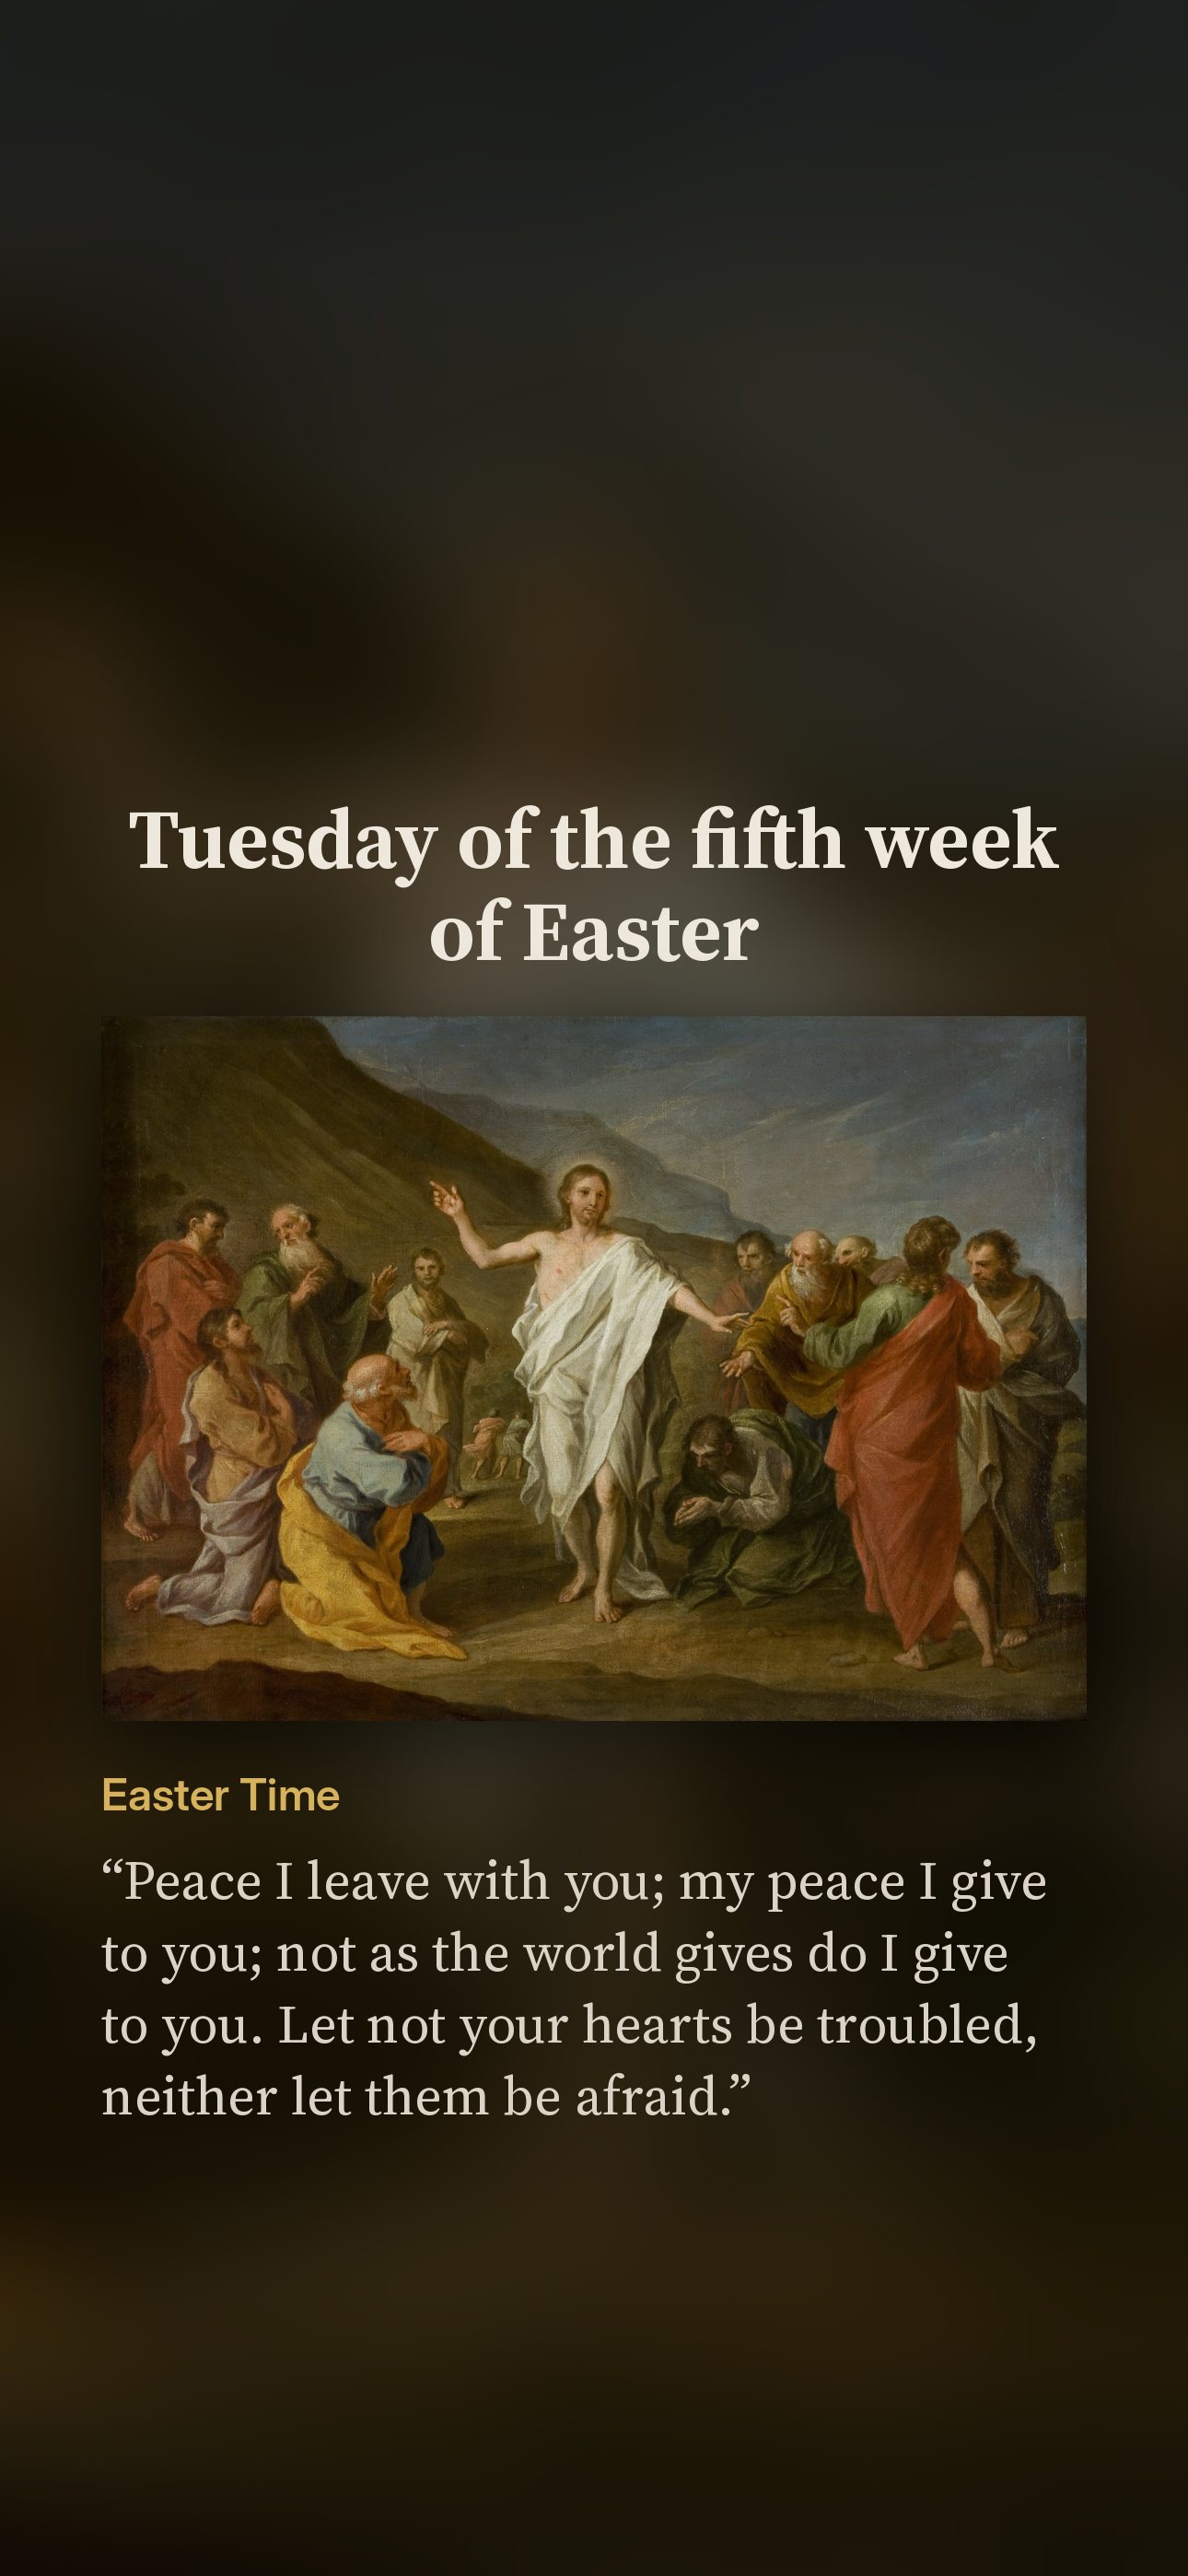 Tuesday of the fifth week
of Easter
Easter Time
“Peace I leave with you; my peace I give
to you; not as the world gives do I give
to you. Let not your hearts be troubled,
neither let them be afraid.”